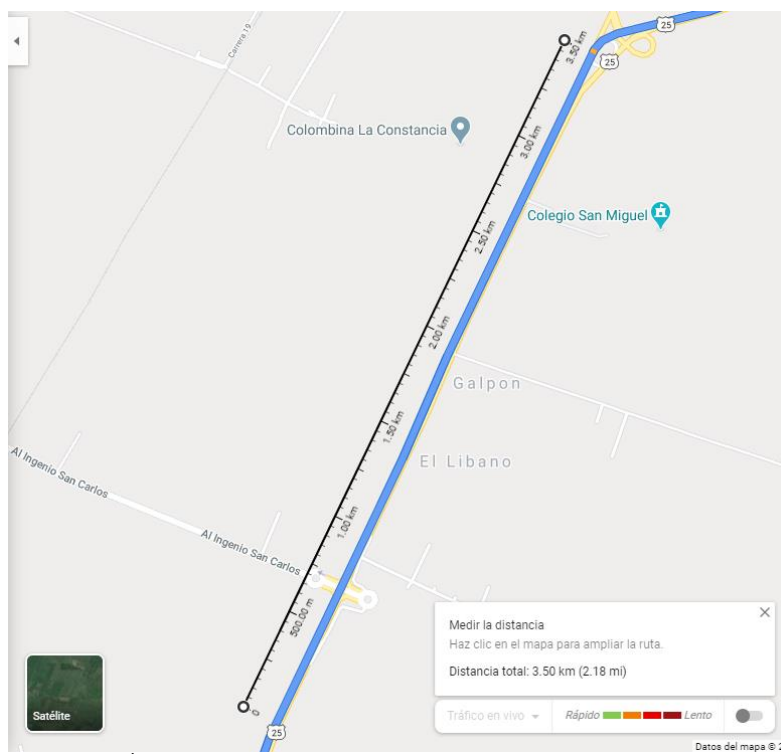 25
25
Carrera 19
3.50 km
Colombina La Constancia
3.00 km
Colegio San Miguel
2.50 km
2.00 km
Galpon
1.50 km
El Libano
Al Ingenio San Carlos
1.00 km
Al Ingenio San Carlos
500.00 m
Medir la distancia
Haz clic en el mapa para ampliar la ruta.
Distancia total: 3.50 km (2.18 mi)
0
Satélite
25
Tráfico en vivo
Rápido
Lento
Datos del mapa ©